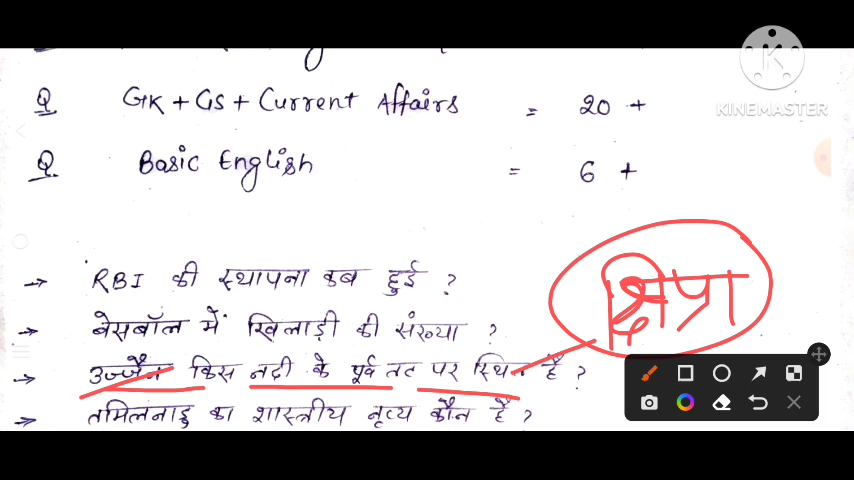 Q GK + GS + Current Affairs = 20 +
Q. Basic English = 6 +
→ RBI की स्थापना कब हुई ?
→ बेसबॉल में खिलाड़ी की संख्या ?
→ उज्जैन किस नदी के पूर्व तट पर स्थित है ?
→ तमिलनाडु का शास्त्रीय नृत्य कौन है ?
क्षिप्रा
KINEMASTER